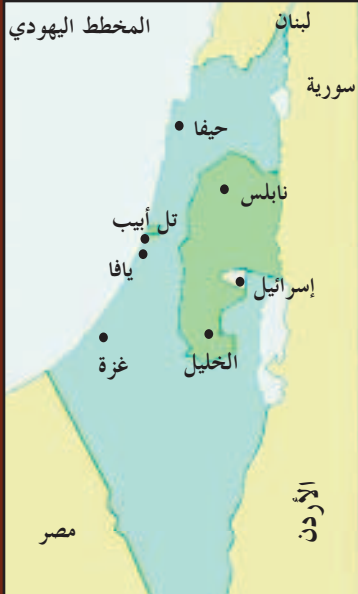 المخطط اليهودي
لبنان
سورية
حيفا
نابلس
تل أبيب
يافا
إسرائيل
الخليل
غزة
الأردن
مصر